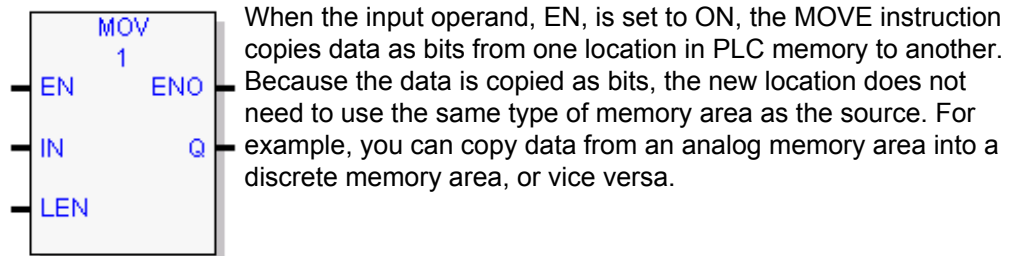 MOV
1
EN ENO
IN Q
LEN
When the input operand, EN, is set to ON, the MOVE instruction
copies data as bits from one location in PLC memory to another.
Because the data is copied as bits, the new location does not
need to use the same type of memory area as the source. For
example, you can copy data from an analog memory area into a
discrete memory area, or vice versa.